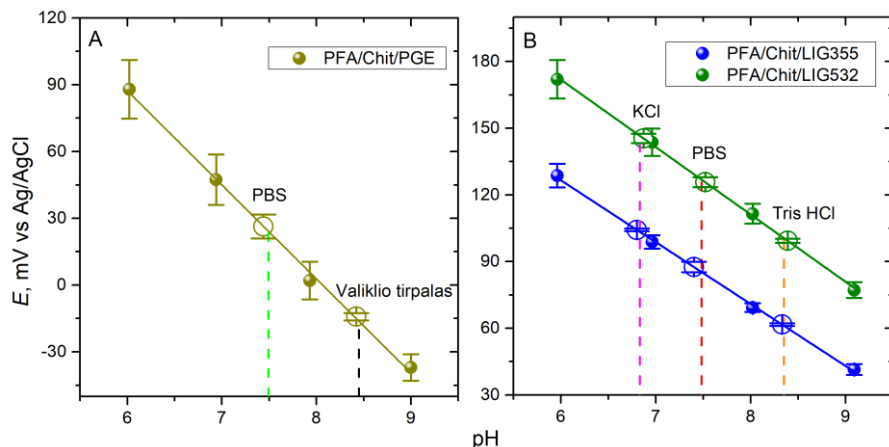 A
PFA/Chit/PGE
PBS
Valiklio tirpalas
E, mV vs Ag/AgCl
120
90
60
30
0
-30
6
7
8
9
B
PFA/Chit/LIG355
PFA/Chit/LIG532
KCl
PBS
Tris HCl
180
150
120
90
60
30
6
7
8
9
pH